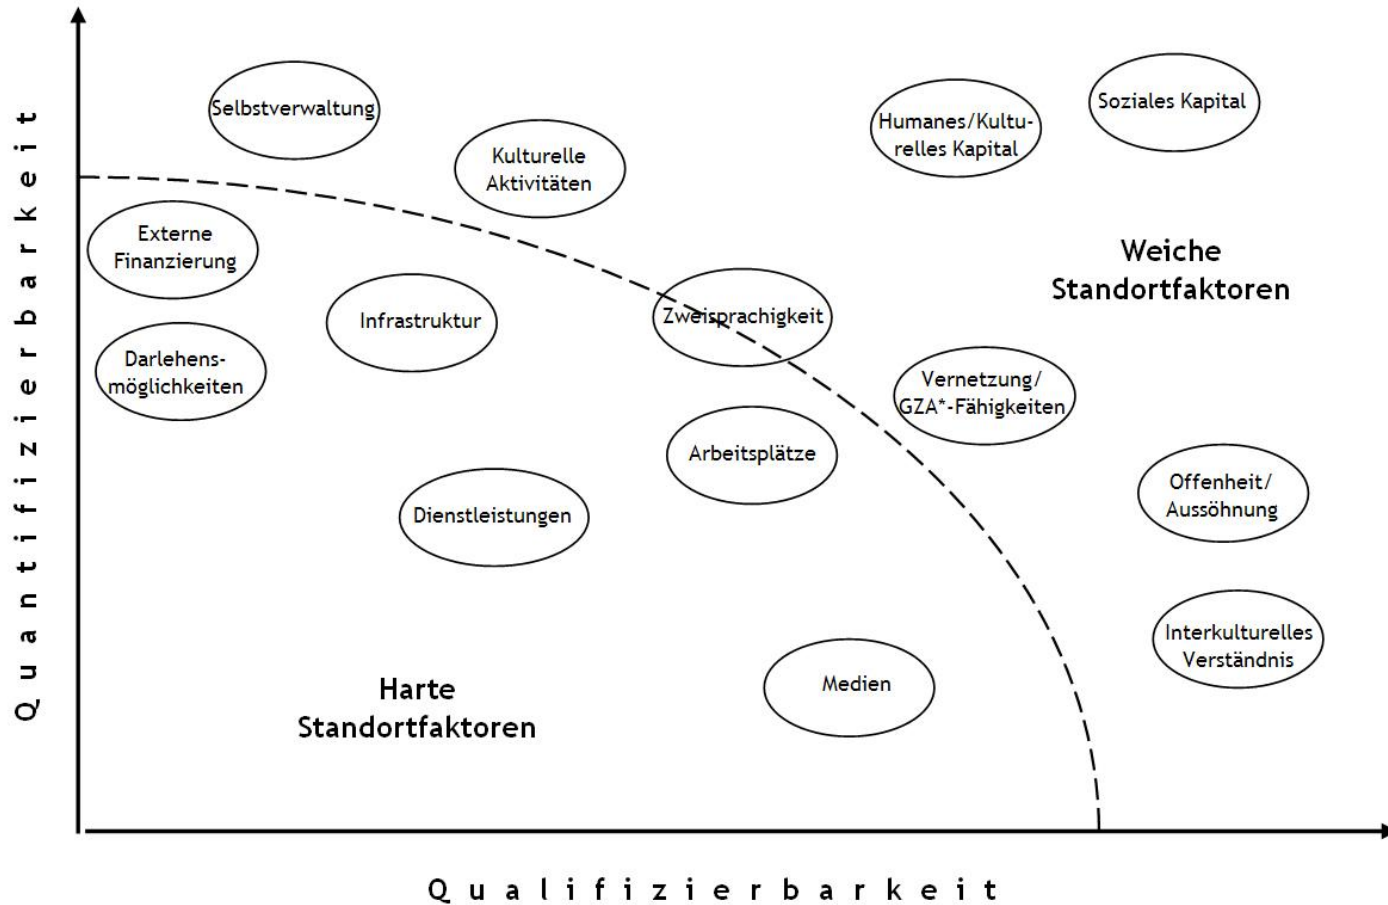 Quantifizierbarkeit
Selbstverwaltung
Kulturelle
Aktivitäten
Humanes/Kultu-
relles Kapital
Soziales Kapital
Externe
Finanzierung
Weiche
Standortfaktoren
Infrastruktur
Zweisprachigkeit
Darlehens-
möglichkeiten
Vernetzung/
GZA*-Fähigkeiten
Arbeitsplätze
Offenheit/
Aussöhnung
Dienstleistungen
Interkulturelles
Verständnis
Medien
Harte
Standortfaktoren
Qualifizierbarkeit